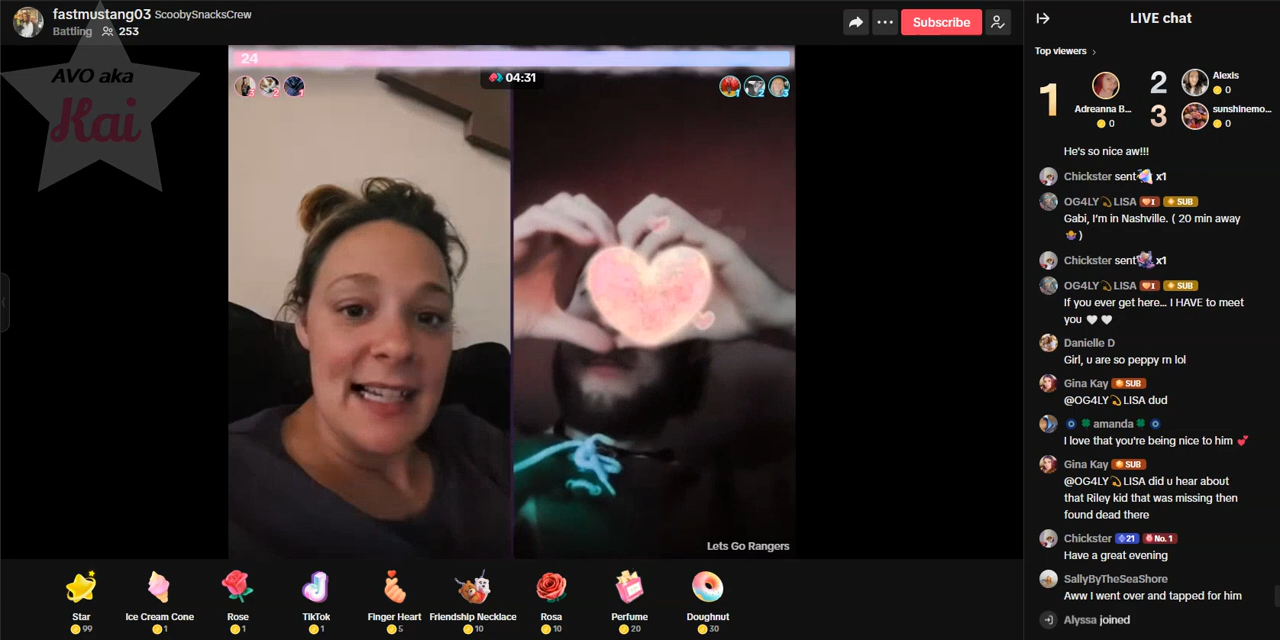 fastmustang03 ScoobySnacksCrew
Battling 253
Subscribe
AVO aka
Kai
24
04:31
Lets Go Rangers
Star
99
Ice Cream Cone
1
Rose
1
TikTok
1
Finger Heart
5
Friendship Necklace
10
Rosa
10
Perfume
20
Doughnut
30
LIVE chat
Top viewers
1
Adreanna B...
0
2
Alexis
0
3
sunshinemo...
0
He's so nice aw!!!
Chickster sent x1
OG4LY LISA I SUB
Gabi, I'm in Nashville. ( 20 min away
)
Chickster sent x1
OG4LY LISA I SUB
If you ever get here... I HAVE to meet
you
Danielle D
Girl, u are so peppy rn lol
Gina Kay SUB
@OG4LY LISA dud
amanda
I love that you're being nice to him
Gina Kay SUB
@OG4LY LISA did u hear about
that Riley kid that was missing then
found dead there
Chickster 21 No. 1
Have a great evening
SallyByTheSeaShore
Aww I went over and tapped for him
Alyssa joined